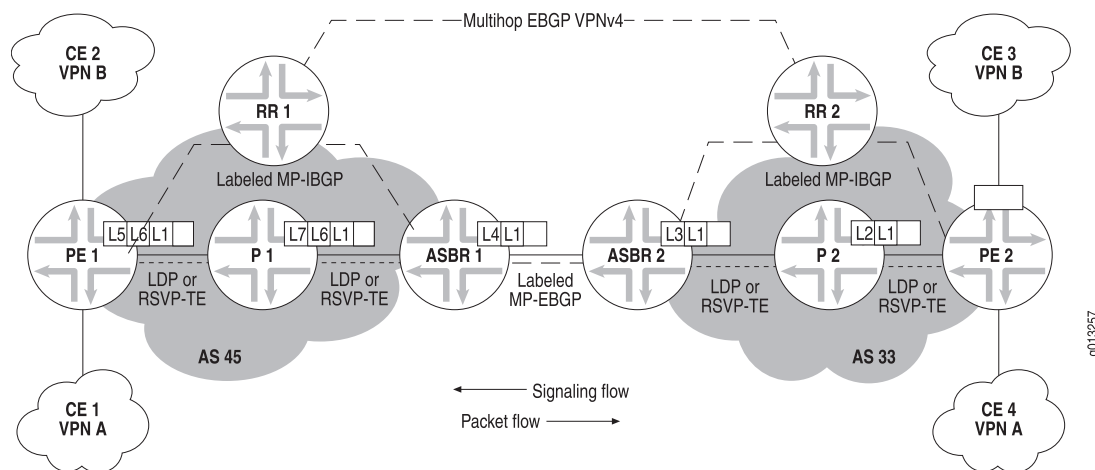 Multihop EBGP VPNv4
CE 2
VPN B
CE 3
VPN B
RR 1
RR 2
Labeled MP-IBGP
Labeled MP-IBGP
L5 L6 L1
L7 L6 L1
L4 L1
L3 L1
L2 L1
PE 1
P 1
ASBR 1
ASBR 2
P 2
PE 2
LDP or
RSVP-TE
LDP or
RSVP-TE
Labeled
MP-EBGP
LDP or
RSVP-TE
LDP or
RSVP-TE
AS 45
AS 33
Signaling flow
Packet flow
CE 1
VPN A
CE 4
VPN A
g013257